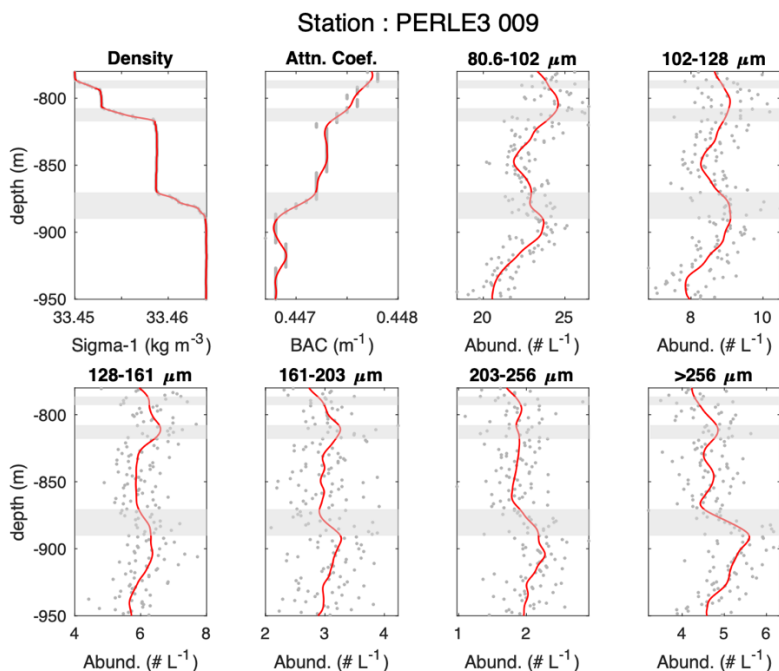 Station : PERLE3 009
Density
Attn. Coef.
80.6-102 μm
102-128 μm
depth (m)
-800
-850
-900
-950
33.45 33.46
0.447 0.448
20 25
8 10
Sigma-1 (kg m-3)
BAC (m-1)
Abund. (# L-1)
Abund. (# L-1)
128-161 μm
161-203 μm
203-256 μm
>256 μm
depth (m)
-800
-850
-900
-950
4 6 8
2 3 4
1 2
4 5 6
Abund. (# L-1)
Abund. (# L-1)
Abund. (# L-1)
Abund. (# L-1)